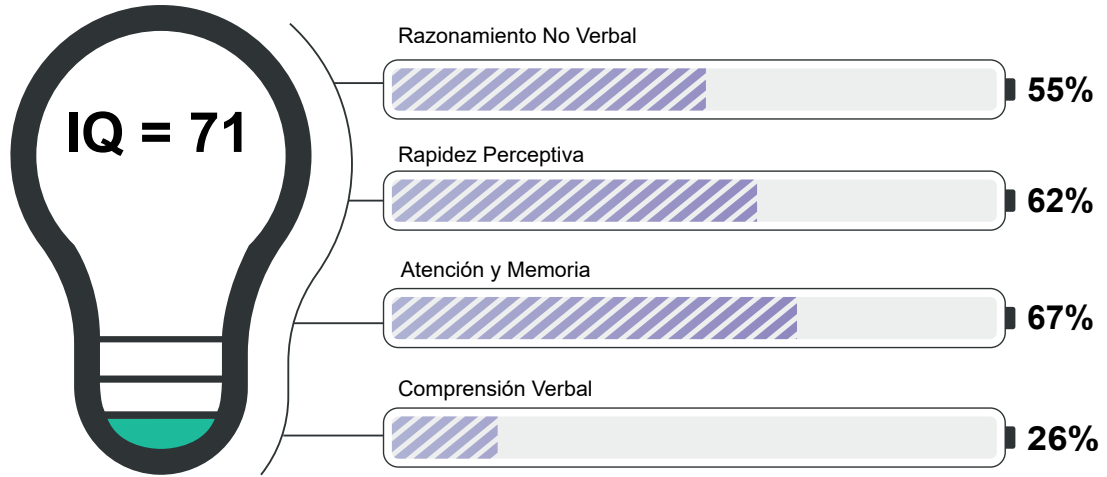 IQ = 71
Razonamiento No Verbal
55%
Rapidez Perceptiva
62%
Atención y Memoria
67%
Comprensión Verbal
26%